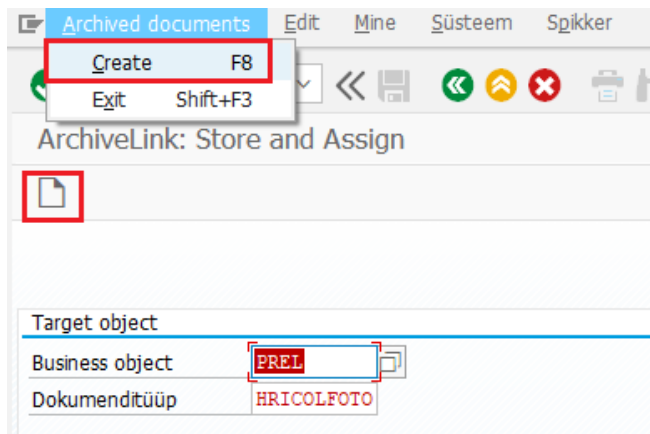 Archived documents Edit Mine Süsteem Spikker
Create F8
Exit Shift+F3
ArchiveLink: Store and Assign
Target object
Business object PREL
Dokumenditüüp HRICOLFOTO